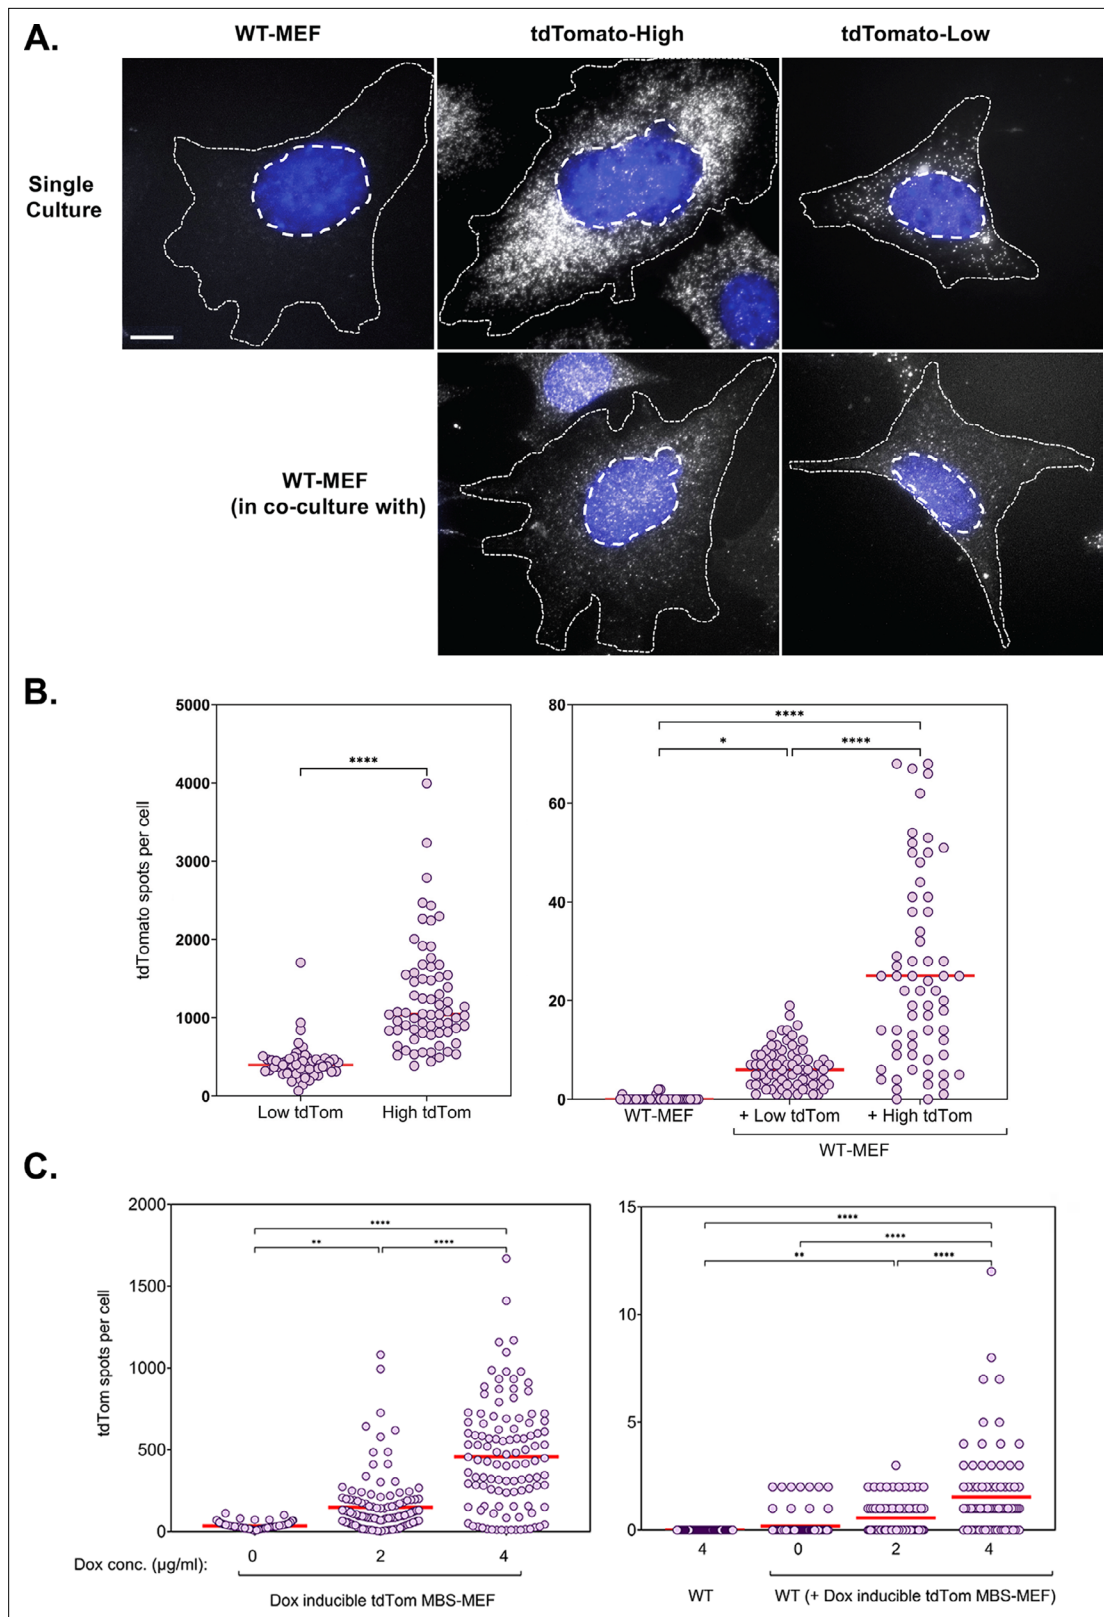 A.
WT-MEF tdTomato-High tdTomato-Low
Single
Culture
WT-MEF
(in co-culture with)
B.
tdTomato spots per cell
5000
4000
3000
2000
1000
0
****
Low tdTom High tdTom
80
60
40
20
0
****
* ****
WT-MEF + Low tdTom + High tdTom
WT-MEF
C.
tdTom spots per cell
2000
1500
1000
500
0
****
** ****
Dox conc. (µg/ml): 0 2 4
Dox inducible tdTom MBS-MEF
15
10
5
0
****
****
** ****
4 0 2 4
WT WT (+ Dox inducible tdTom MBS-MEF)